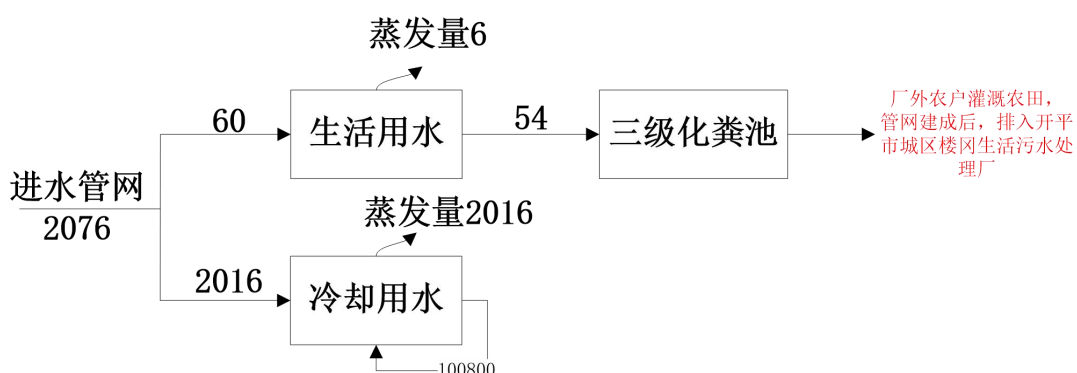 蒸发量6
60
生活用水
54
三级化粪池
厂外农户灌溉农田，
管网建成后，排入开平
市城区楼冈生活污水处
理厂
进水管网
2076
蒸发量2016
2016
冷却用水
100800